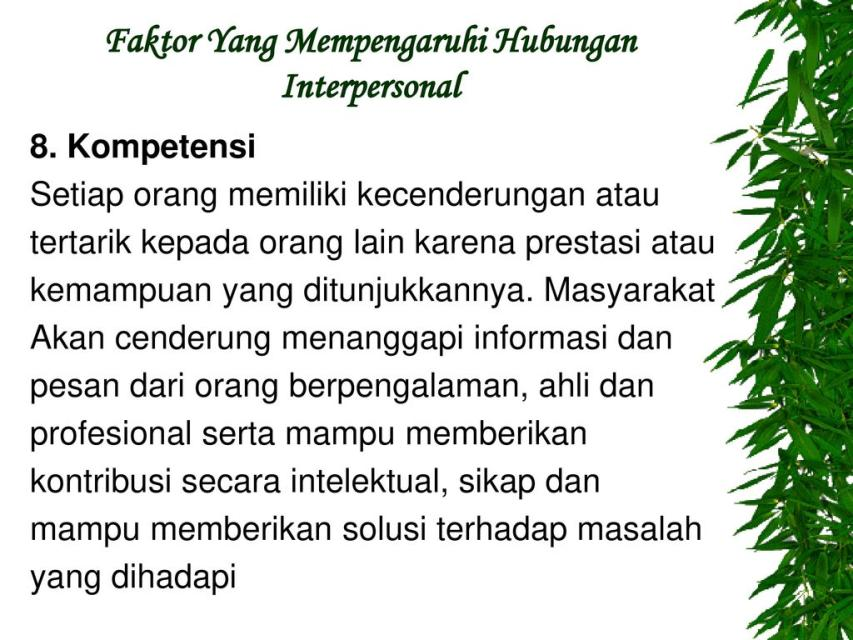 Faktor Yang Mempengaruhi Hubungan
Interpersonal
8. Kompetensi
Setiap orang memiliki kecenderungan atau
tertarik kepada orang lain karena prestasi atau
kemampuan yang ditunjukkannya. Masyarakat
Akan cenderung menanggapi informasi dan
pesan dari orang berpengalaman, ahli dan
profesional serta mampu memberikan
kontribusi secara intelektual, sikap dan
mampu memberikan solusi terhadap masalah
yang dihadapi